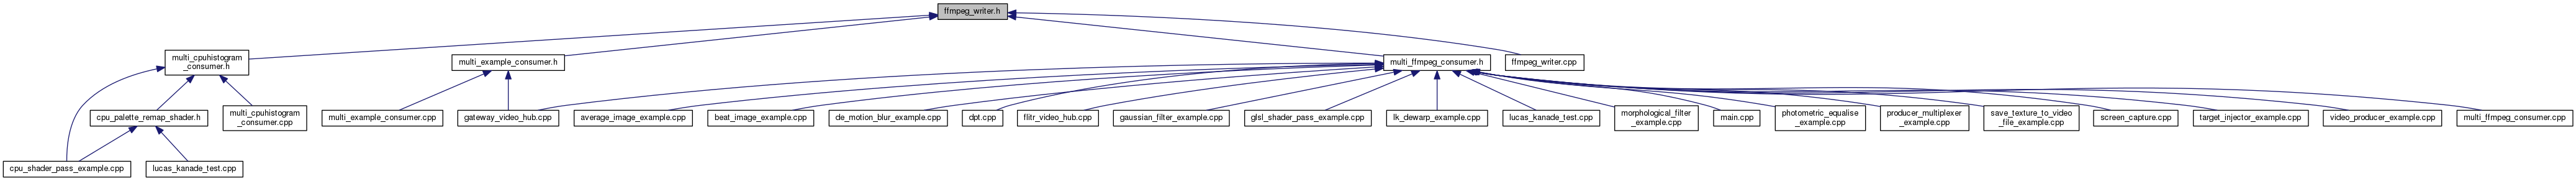 ffmpeg_writer.h
multi_cpuhistogram
_consumer.h
multi_example_consumer.h
multi_ffmpeg_consumer.h
ffmpeg_writer.cpp
cpu_palette_remap_shader.h
multi_cpuhistogram
_consumer.cpp
multi_example_consumer.cpp
gateway_video_hub.cpp
average_image_example.cpp
beat_image_example.cpp
de_motion_blur_example.cpp
dpt.cpp
flitr_video_hub.cpp
gaussian_filter_example.cpp
glsl_shader_pass_example.cpp
lk_dewarp_example.cpp
lucas_kanade_test.cpp
morphological_filter
_example.cpp
main.cpp
photometric_equalise
_example.cpp
producer_multiplexer
_example.cpp
save_texture_to_video
_file_example.cpp
screen_capture.cpp
target_injector_example.cpp
video_producer_example.cpp
multi_ffmpeg_consumer.cpp
cpu_shader_pass_example.cpp
lucas_kanade_test.cpp